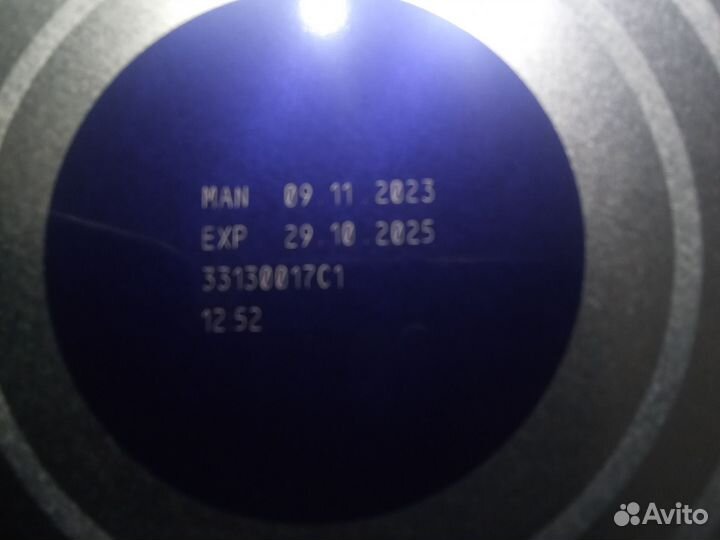 MAN 09 11 2023
EXP 29.10.2025
33130017C1
12 52
Avito